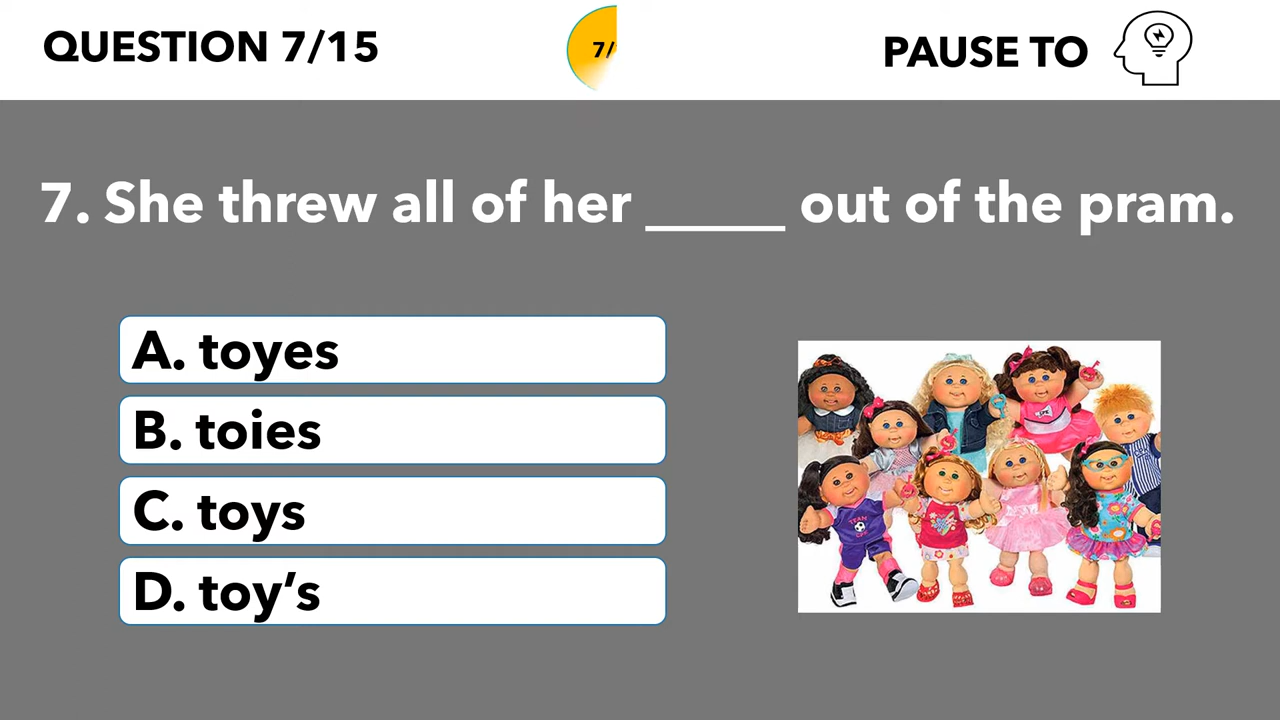 QUESTION 7/15
7/
PAUSE TO
7. She threw all of her _____ out of the pram.
A. toyes
B. toies
C. toys
D. toy’s
TEAM